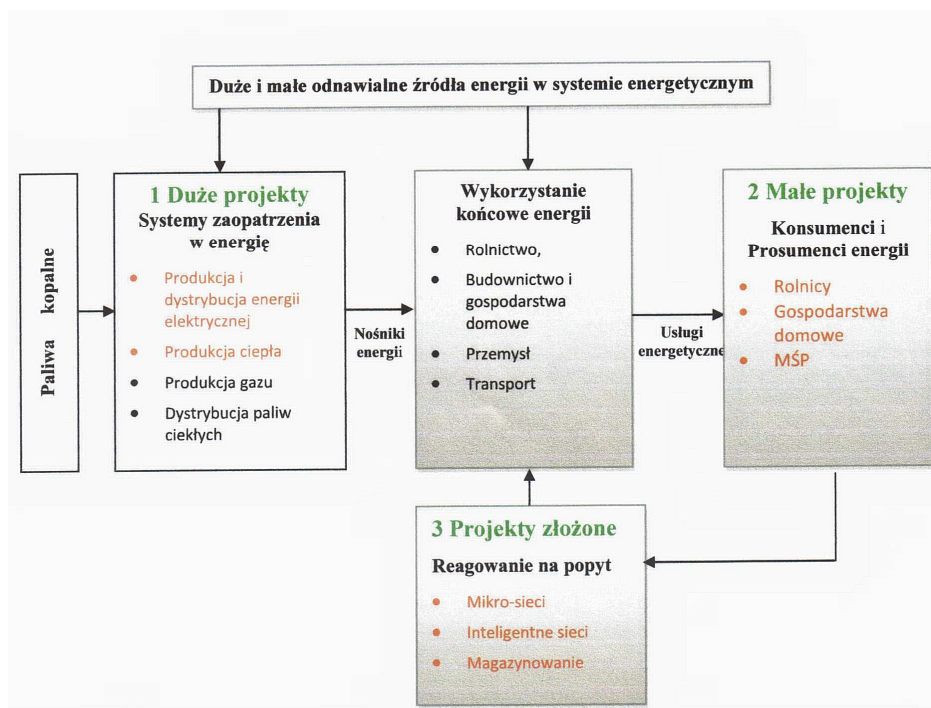 Duże i małe odnawialne źródła energii w systemie energetycznym
Paliwa kopalne
1 Duże projekty
Systemy zaopatrzenia
w energię
• Produkcja i
dystrybucja energii
elektrycznej
• Produkcja ciepła
• Produkcja gazu
• Dystrybucja paliw
ciekłych
Nośniki
energii
Wykorzystanie
końcowe energii
• Rolnictwo,
• Budownictwo i
gospodarstwa
domowe
• Przemysł
• Transport
Usługi
energetyczne
2 Małe projekty
Konsumenci i
Prosumenci energii
• Rolnicy
• Gospodarstwa
domowe
• MŚP
3 Projekty złożone
Reagowanie na popyt
• Mikro-sieci
• Inteligentne sieci
• Magazynowanie